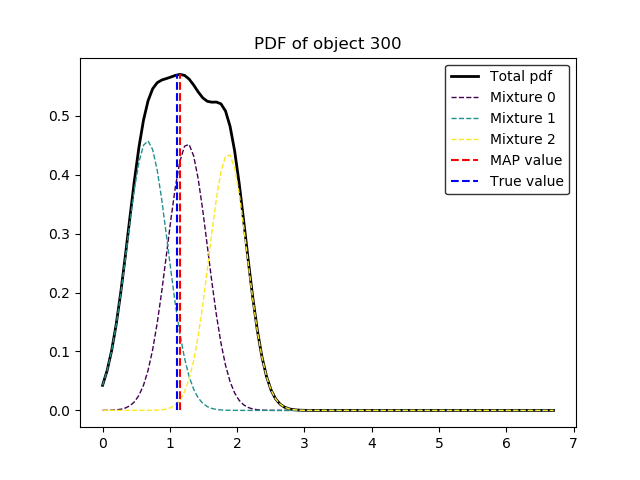 PDF of object 300
Total pdf
Mixture 0
Mixture 1
Mixture 2
MAP value
True value
0.5
0.4
0.3
0.2
0.1
0.0
0 1 2 3 4 5 6 7